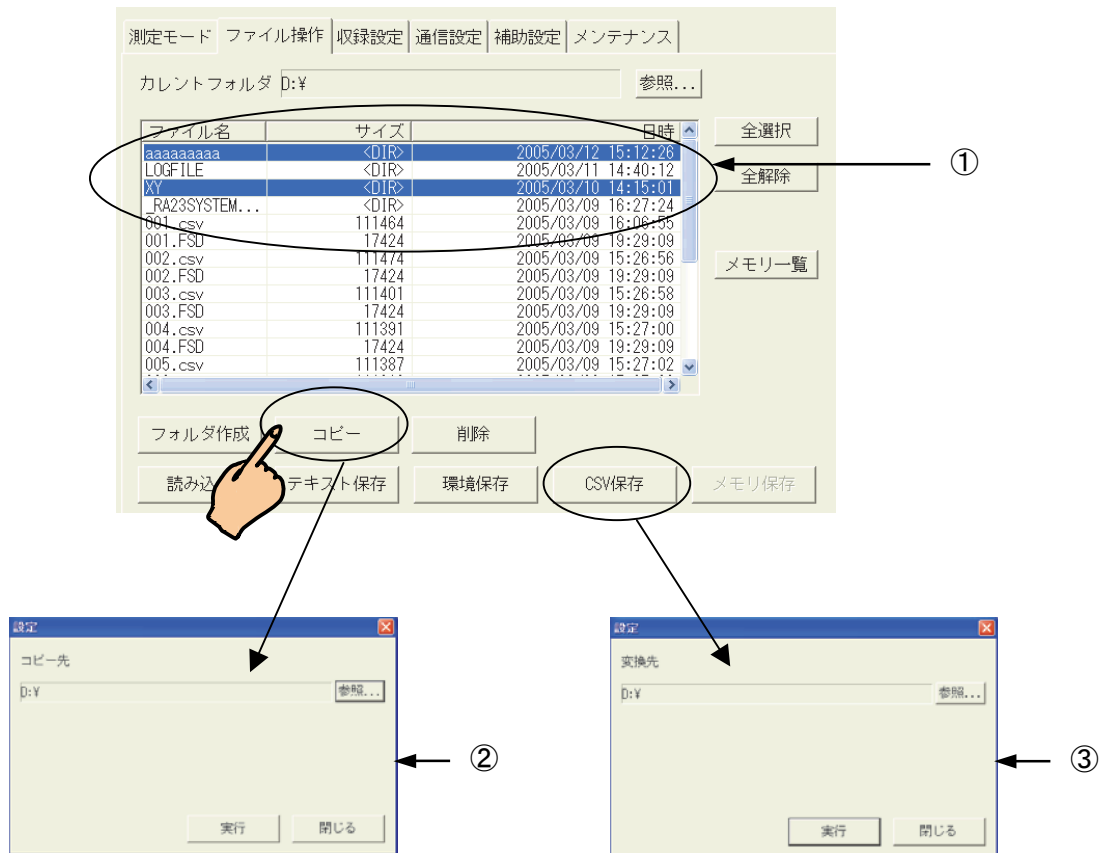 測定モード ファイル操作 収録設定 通信設定 補助設定 メンテナンス
カレントフォルダ D:¥ 参照...
ファイル名 サイズ 日時 全選択
aaaaaaaaa <DIR> 2005/03/12 15:12:26
①
LOGFILE <DIR> 2005/03/11 14:40:12
全解除
XY <DIR> 2005/03/10 14:15:01
_RA23SYSTEM... <DIR> 2005/03/09 16:27:24
001.csv 111464 2005/03/09 16:06:55
001.FSD 17424 2005/03/09 19:29:09
002.csv 111474 2005/03/09 15:26:56
メモリ一覧
002.FSD 17424 2005/03/09 19:29:09
003.csv 111401 2005/03/09 15:26:58
003.FSD 17424 2005/03/09 19:29:09
004.csv 111391 2005/03/09 15:27:00
004.FSD 17424 2005/03/09 19:29:09
005.csv 111387 2005/03/09 15:27:02
フォルダ作成 コピー 削除
読み込 テキスト保存 環境保存 CSV保存 メモリ保存
設定
コピー先
D:¥ 参照...
②
実行 閉じる
設定
変換先
D:¥ 参照...
③
実行 閉じる